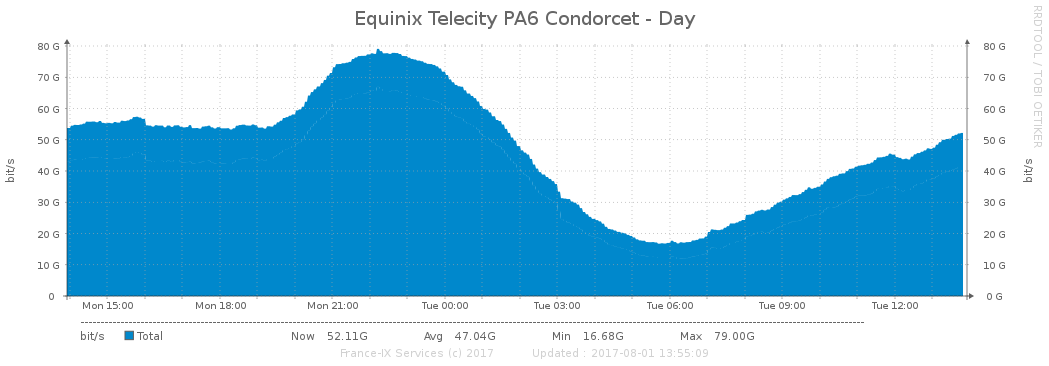 Equinix Telecity PA6 Condorcet - Day
RRDTOOL / TOBI OETIKER
bit/s
80 G
70 G
60 G
50 G
40 G
30 G
20 G
10 G
0
80 G
70 G
60 G
50 G
40 G
30 G
20 G
10 G
0 G
bit/s
Mon 15:00 Mon 18:00 Mon 21:00 Tue 00:00 Tue 03:00 Tue 06:00 Tue 09:00 Tue 12:00
bit/s Total Now 52.11G Avg 47.04G Min 16.68G Max 79.00G
France-IX Services (c) 2017 Updated : 2017-08-01 13:55:09